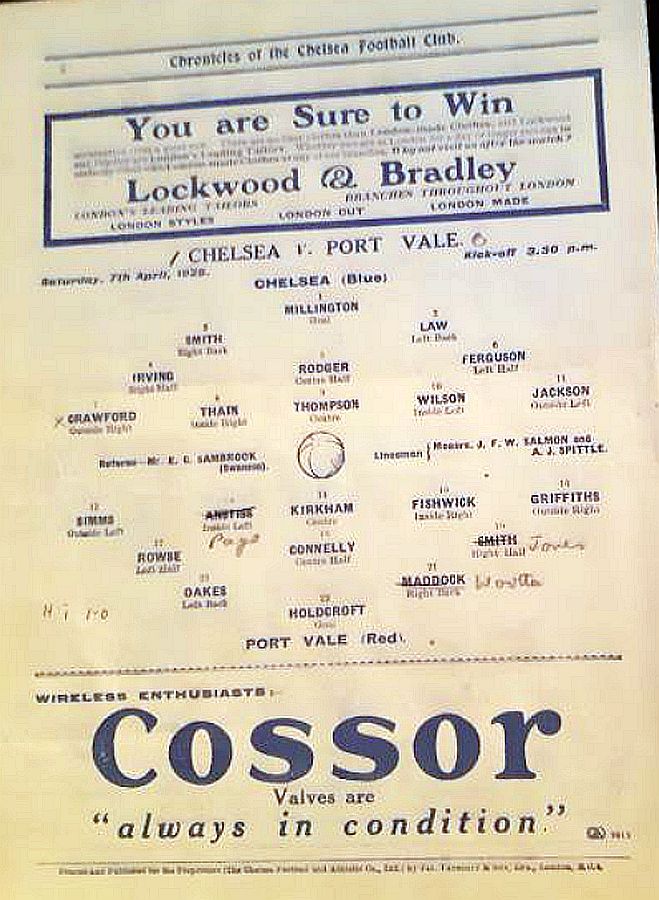 Chronicles of the Chelsea Football Club.
You are Sure to Win
Lockwood & Bradley
LONDON'S LEADING TAILORS BRANCHES THROUGHOUT LONDON
LONDON STYLES LONDON CUT LONDON MADE
1 CHELSEA v. PORT VALE. 0
Saturday, 7th April, 1928. Kick-off 3.30 p.m.
CHELSEA (Blue)
1
MILLINGTON
Goal
3 2
SMITH LAW
Right Back Left Back
4 5 6
IRVING RODGER FERGUSON
Right Half Centre Half Left Half
7 8 9 10 11
X CRAWFORD THAIN THOMPSON WILSON JACKSON
Outside Right Inside Right Centre Inside Left Outside Left
Referee—Mr. E. C. SAMBROOK (Swansea).
Linesmen { Messrs. J. F. W. SALMON and A. J. SPITTLE.
12 14
SIMMS ANSTISS KIRKHAM FISHWICK GRIFFITHS
Outside Left Inside Left Centre Inside Right Outside Right
Page
17
ROWSE CONNELLY SMITH Jones
Left Half Centre Half Right Half
21
OAKES MADDOCK
Left Back Right Back
22
HOLDCROFT
Goal
H T 1-0
PORT VALE (Red).
WIRELESS ENTHUSIASTS:—
Cossor
Valves are
"always in condition."